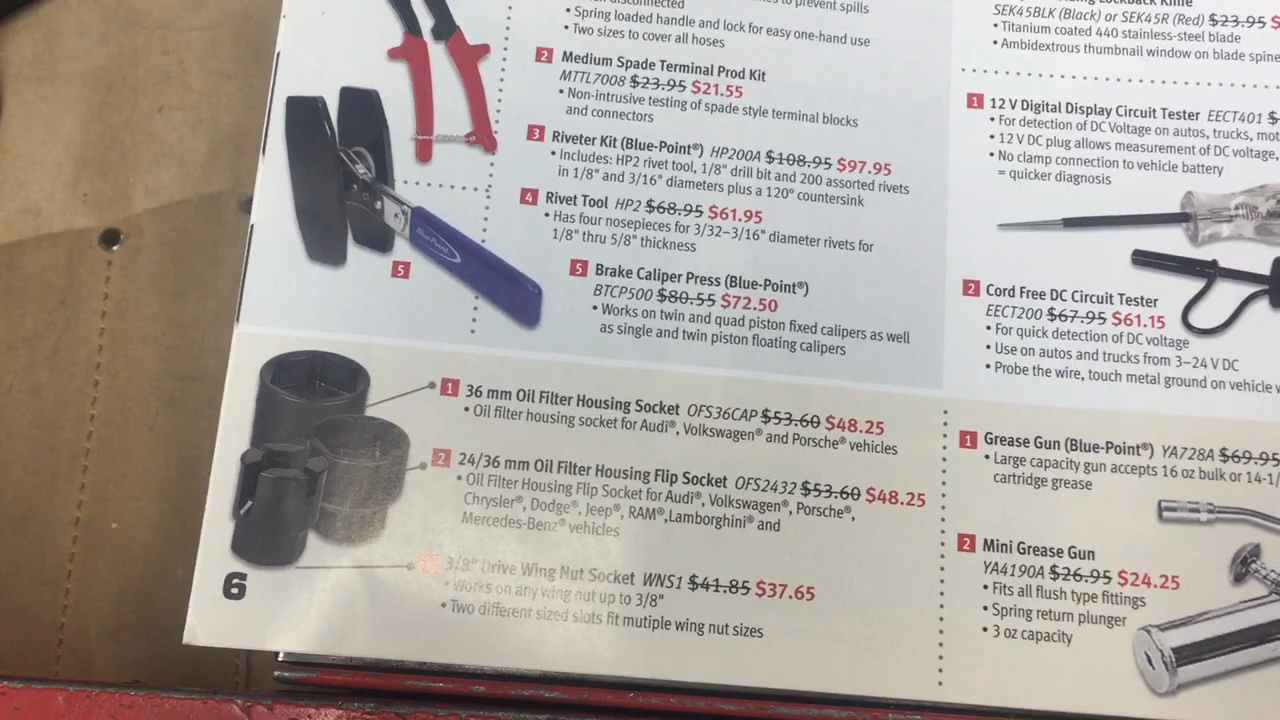 to prevent spills
• Spring loaded handle and lock for easy one-hand use
• Two sizes to cover all hoses
2 Medium Spade Terminal Prod Kit
MTTL7008 $23.95 $21.55
• Non-intrusive testing of spade style terminal blocks
and connectors
3 Riveter Kit (Blue-Point®) HP200A $108.95 $97.95
• Includes: HP2 rivet tool, 1/8" drill bit and 200 assorted rivets
in 1/8" and 3/16" diameters plus a 120° countersink
4 Rivet Tool HP2 $68.95 $61.95
• Has four nosepieces for 3/32–3/16" diameter rivets for
1/8" thru 5/8" thickness
Blue-Point
5
5 Brake Caliper Press (Blue-Point®)
BTCP500 $80.55 $72.50
• Works on twin and quad piston fixed calipers as well
as single and twin piston floating calipers
1 36 mm Oil Filter Housing Socket OFS36CAP $53.60 $48.25
• Oil filter housing socket for Audi®, Volkswagen® and Porsche® vehicles
2 24/36 mm Oil Filter Housing Flip Socket OFS2432 $53.60 $48.25
• Oil Filter Housing Flip Socket for Audi®, Volkswagen®, Porsche®,
Chrysler®, Dodge®, Jeep®, RAM®,Lamborghini® and
Mercedes-Benz® vehicles
3/8" Drive Wing Nut Socket WNS1 $41.85 $37.65
• Works on any wing nut up to 3/8"
• Two different sized slots fit mutiple wing nut sizes
6
Lockback Knife
SEK45BLK (Black) or SEK45R (Red) $23.95 $
• Titanium coated 440 stainless-steel blade
• Ambidextrous thumbnail window on blade spine
1 12 V Digital Display Circuit Tester EECT401 $
• For detection of DC Voltage on autos, trucks,
• 12 V DC plug allows measurement of DC voltage.
• No clamp connection to vehicle battery
= quicker diagnosis
2 Cord Free DC Circuit Tester
EECT200 $67.95 $61.15
• For quick detection of DC voltage
• Use on autos and trucks from 3–24 V DC
• Probe the wire, touch metal ground on vehicle
1 Grease Gun (Blue-Point®) YA728A $69.95
• Large capacity gun accepts 16 oz bulk or
cartridge grease
2 Mini Grease Gun
YA4190A $26.95 $24.25
• Fits all flush type fittings
• Spring return plunger
• 3 oz capacity